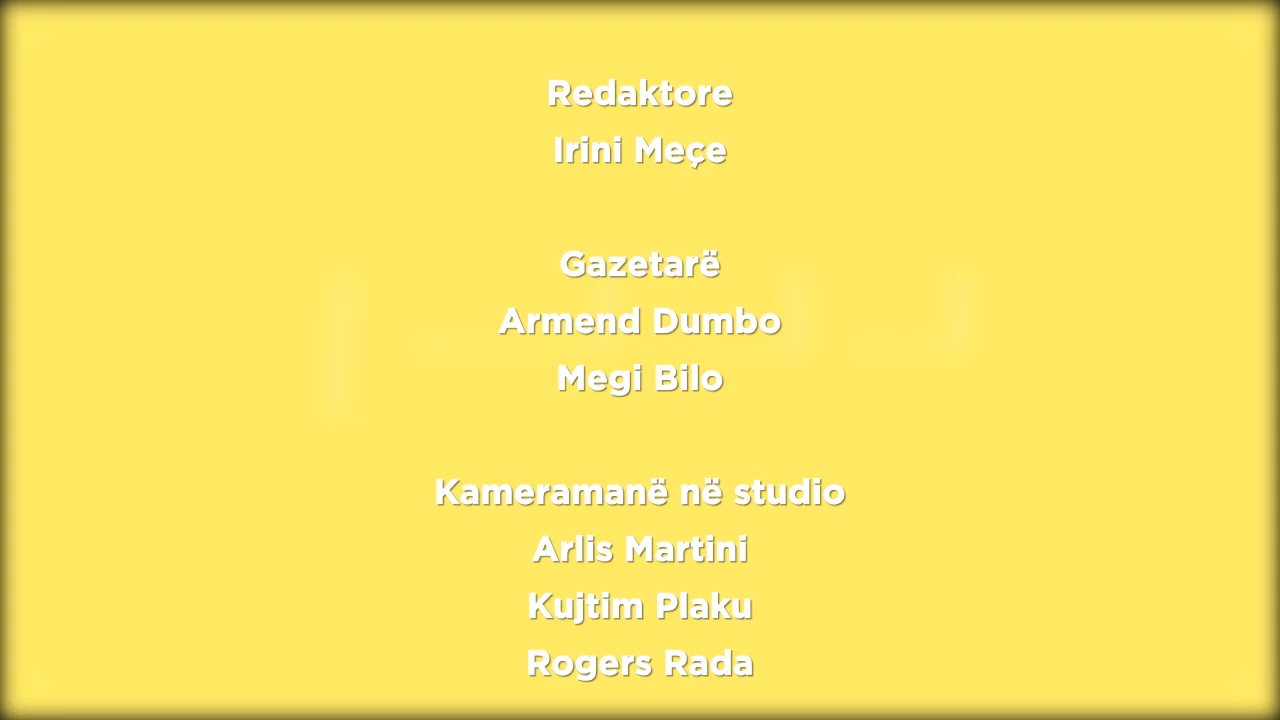 Redaktore
Irini Meçe
Gazetarë
Armend Dumbo
Megi Bilo
Kameramanë në studio
Arlis Martini
Kujtim Plaku
Rogers Rada